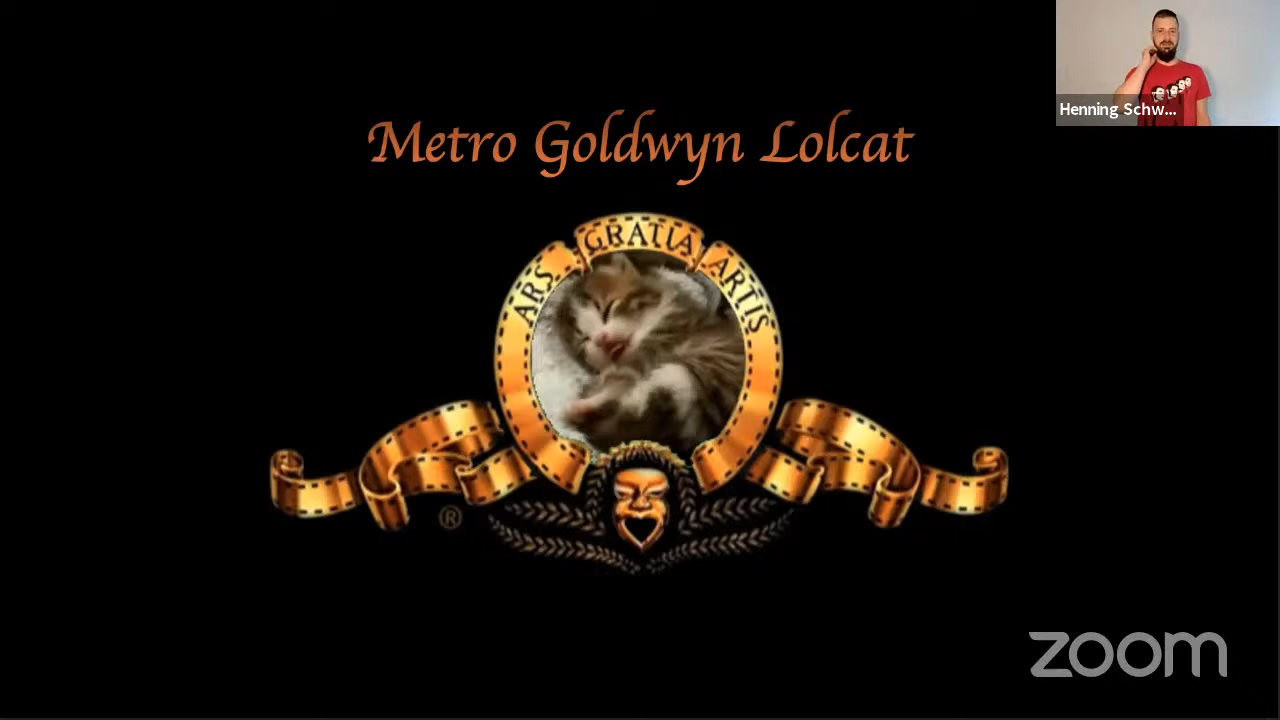 Henning Schw...
Metro Goldwyn Lolcat
ARS GRATIA ARTIS
®
zoom